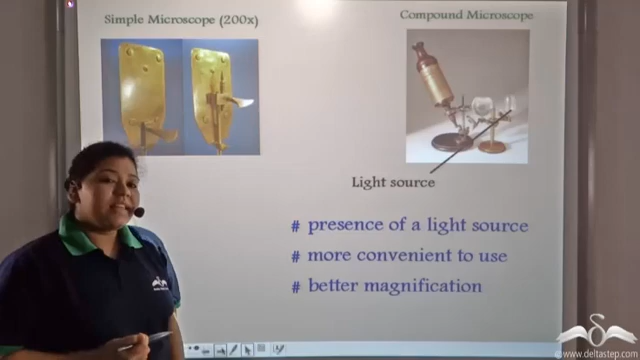 Simple Microscope (200x)
Compound Microscope
Light source
# presence of a light source
# more convenient to use
# better magnification
@www.deltastep.com